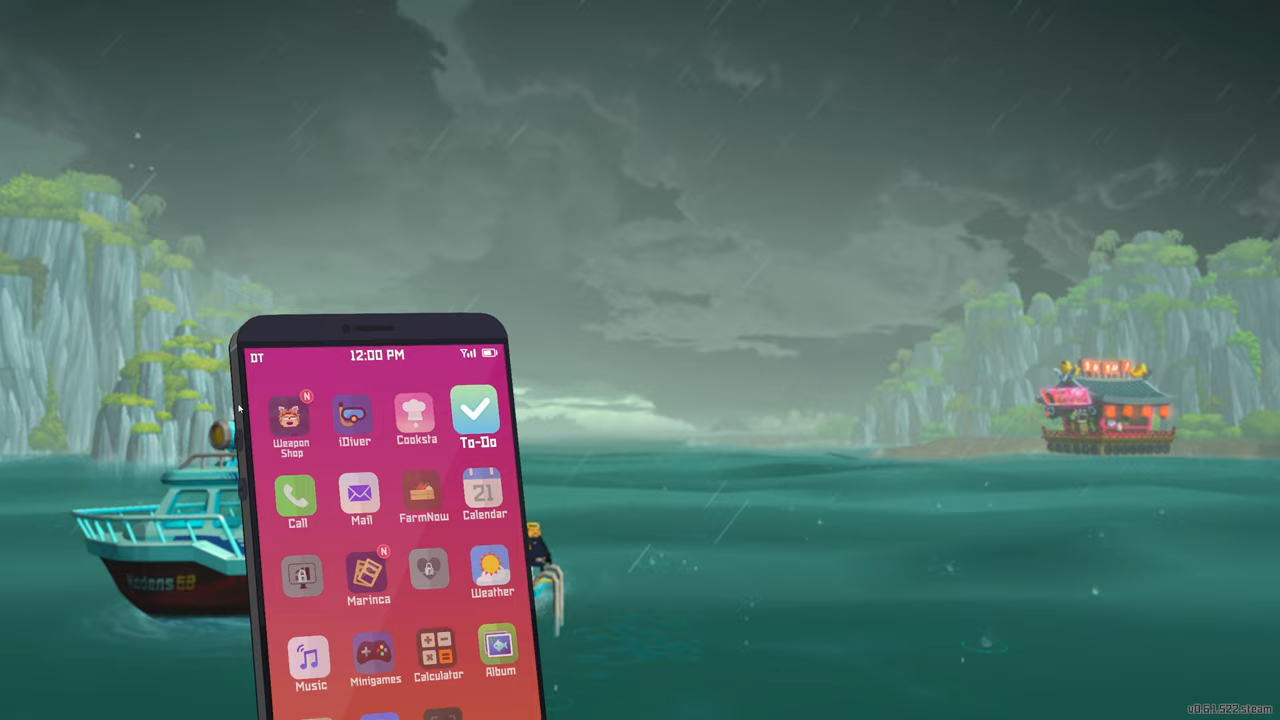 DT 12:00 PM
N
Weapon Shop
iDiver
Cooksta
To-Do
Call
Mail
FarmNow
21
Calendar
N
Marinca
Weather
Music
Minigames
Calculator
Album
v0.6.1.522.steam